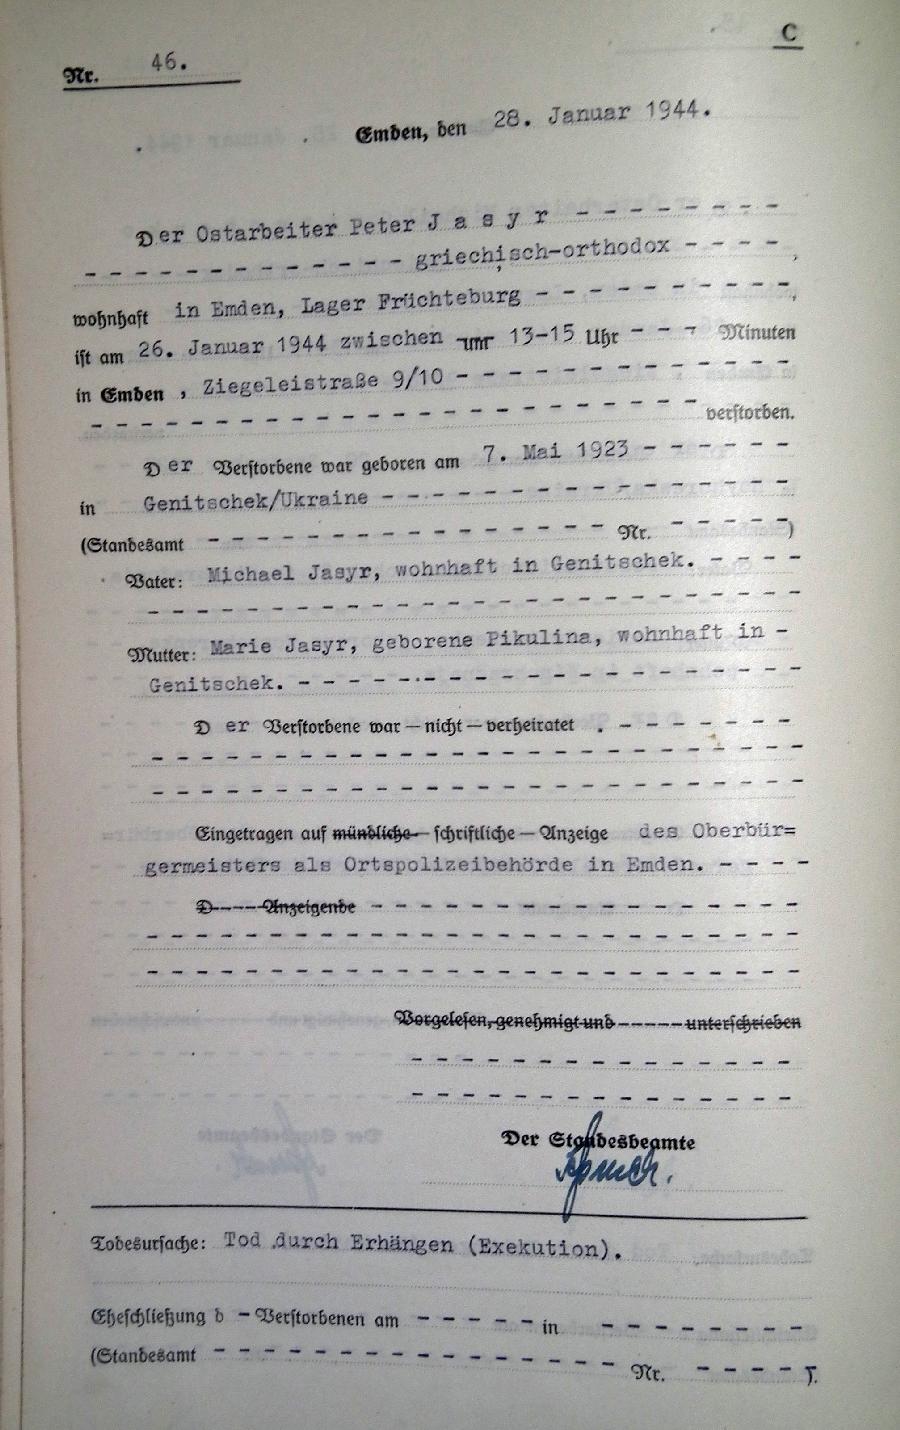 C
Nr. 46.
Emden, den 28. Januar 1944.
Der Ostarbeiter Peter J a s y r - - - - - - - -
- - - - - - - - - - - - - griechisch-orthodox - - - - ,
wohnhaft in Emden, Lager Früchteburg - - - - - - - - - - ,
ist am 26. Januar 1944 zwischen um 13-15 Uhr - - - Minuten
in Emden , Ziegeleistraße 9/10 - - - - - - - - - - - - -
- - - - - - - - - - - - - - - - - - - - - - - verstorben.
Der Verstorbene war geboren am 7. Mai 1923 - - - - - -
in Genitschek/Ukraine - - - - - - - - - - - - - - - -
(Standesamt - - - - - - - - - - - - - - - Nr. - - - - - )
Vater: Michael Jasyr, wohnhaft in Genitschek. - - - -
- - - - - - - - - - - - - - - - - - - - - - - - - -
Mutter: Marie Jasyr, geborene Pikulina, wohnhaft in -
Genitschek. - - - - - - - - - - - - - - - - - - - - -
Der Verstorbene war — nicht — verheiratet . - - - - - - -
- - - - - - - - - - - - - - - - - - - - - - - - - -
- - - - - - - - - - - - - - - - - - - - - - - - - -
Eingetragen auf mündliche — schriftliche — Anzeige des Oberbür=
germeisters als Ortspolizeibehörde in Emden. - - - -
D - - - - Anzeigende - - - - - - - - - - - - - - - - -
- - - - - - - - - - - - - - - - - - - - - - - - - -
- - - - - - - - - - - - - - - - - - - - - - - - - -
Vorgelesen, genehmigt und - - - - - unterschrieben
- - - - - - - - - - - - - - -
- - - - - - - - - - - - - - -
Der Standesbeamte
Todesursache: Tod durch Erhängen (Exekution).
Eheschließung d - Verstorbenen am - - - - - in - - - - - - - -
(Standesamt - - - - - - - - - - - - - - - - Nr. - - - - - ).